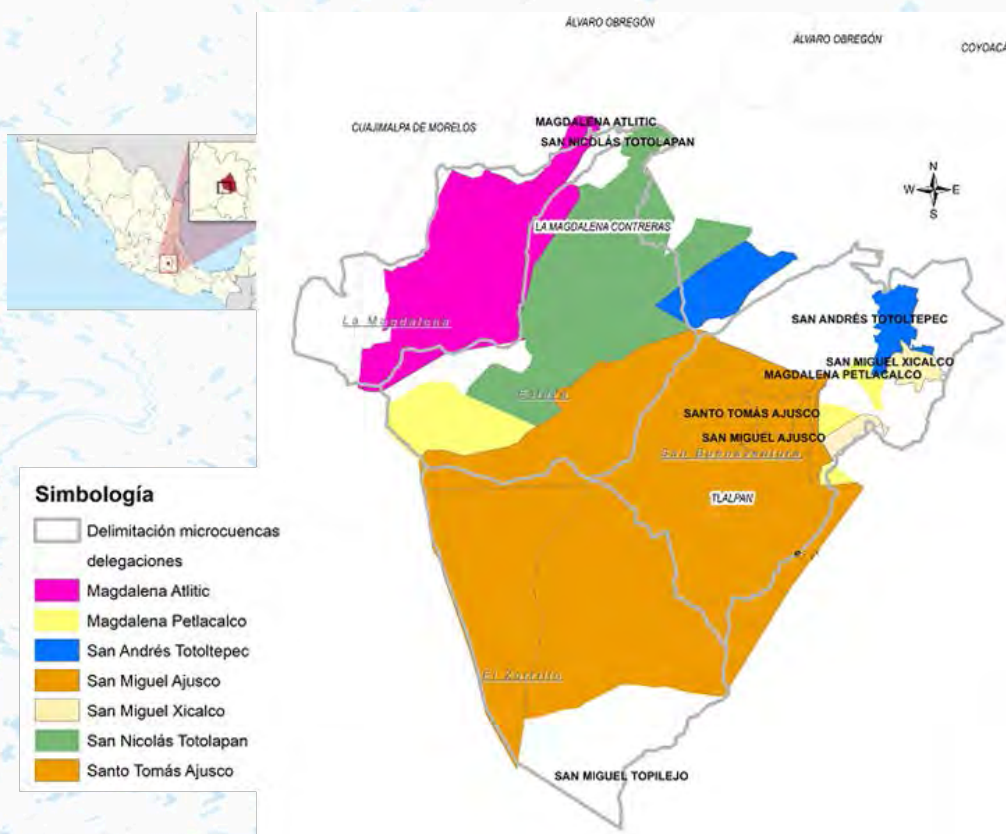 ÁLVARO OBREGÓN
ÁLVARO OBREGÓN
COYOACA
CUAJIMALPA DE MORELOS
MAGDALENA ATLITIC
SAN NICOLÁS TOTOLAPAN
N
W E
S
LA MAGDALENA CONTRERAS
La Magdalena
SAN ANDRÉS TOTOLTEPEC
SAN MIGUEL XICALCO
MAGDALENA PETLACALCO
Eslava
SANTO TOMÁS AJUSCO
SAN MIGUEL AJUSCO
San Buenaventura
TLALPAN
El Zorrillo
SAN MIGUEL TOPILEJO
Simbología
Delimitación microcuencas
delegaciones
Magdalena Atlitic
Magdalena Petlacalco
San Andrés Totoltepec
San Miguel Ajusco
San Miguel Xicalco
San Nicolás Totolapan
Santo Tomás Ajusco